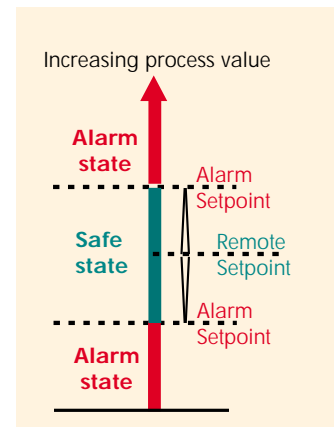 Increasing process value
Alarm
state
Alarm
Setpoint
Safe
state
Remote
Setpoint
Alarm
Setpoint
Alarm
state